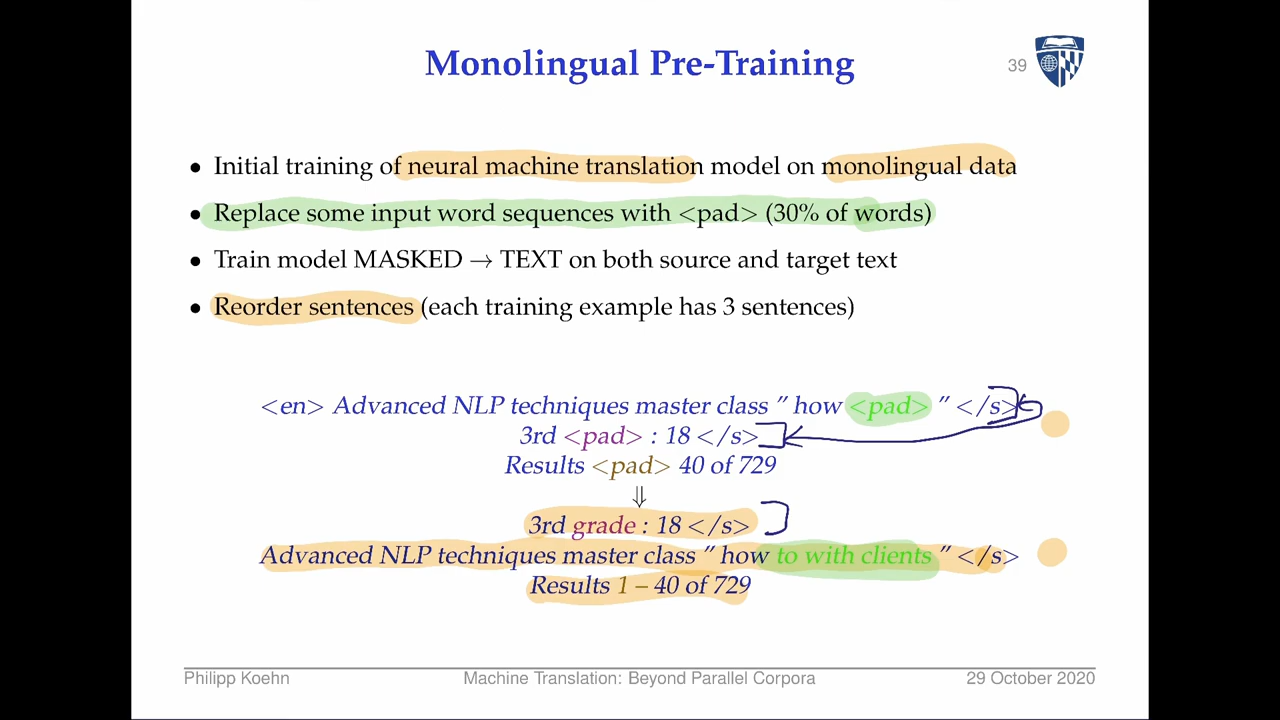 Monolingual Pre-Training
39
• Initial training of neural machine translation model on monolingual data
• Replace some input word sequences with <pad> (30% of words)
• Train model MASKED → TEXT on both source and target text
• Reorder sentences (each training example has 3 sentences)
<en> Advanced NLP techniques master class ” how <pad> ” </s>
3rd <pad> : 18 </s>
Results <pad> 40 of 729
⇓
3rd grade : 18 </s>
Advanced NLP techniques master class ” how to with clients ” </s>
Results 1 – 40 of 729
Philipp Koehn Machine Translation: Beyond Parallel Corpora 29 October 2020